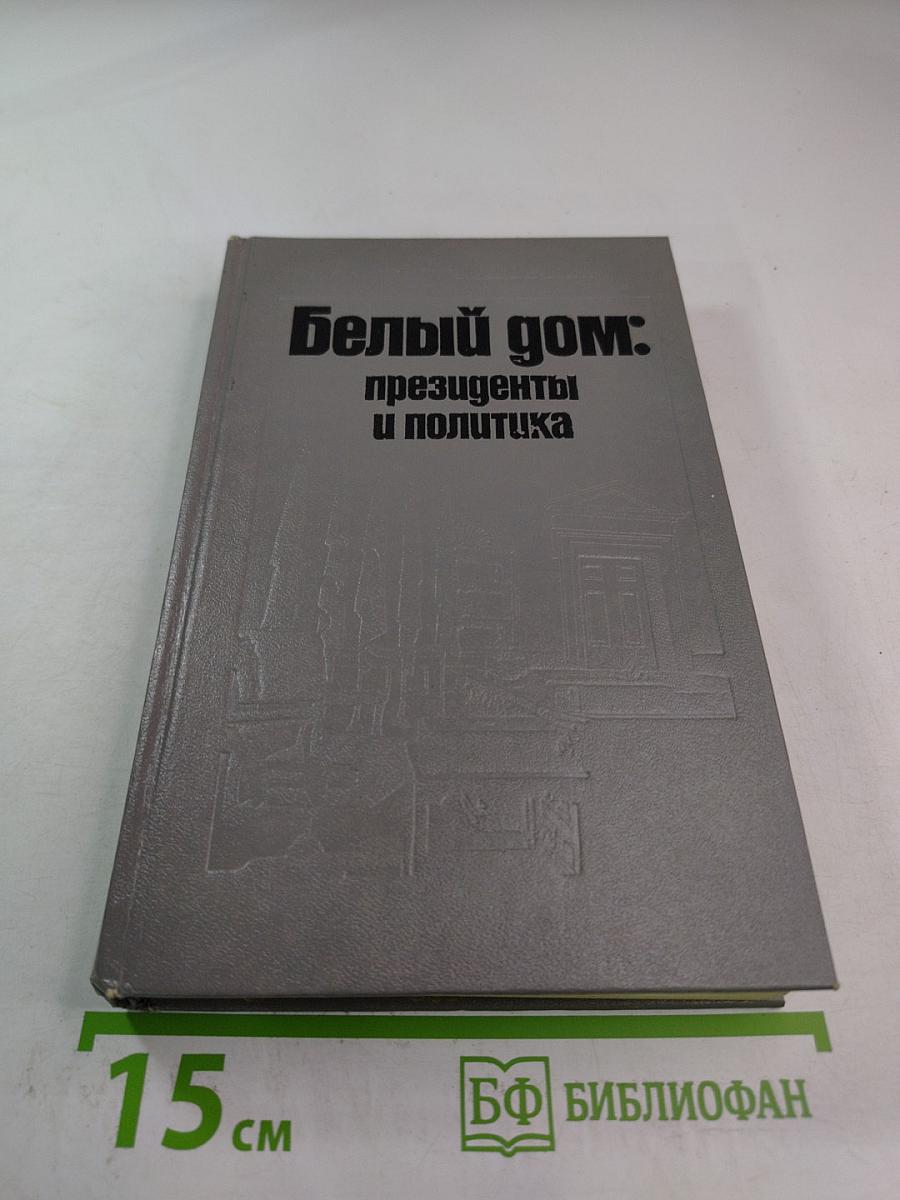 Белый дом:
президенты
и политика
15 см
БФ БИБЛИОФАН